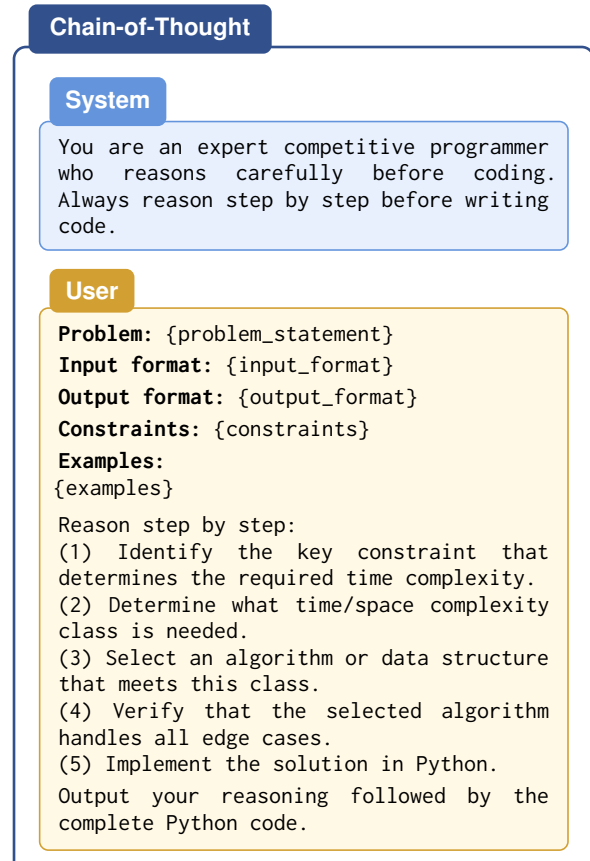 Chain-of-Thought
System
You are an expert competitive programmer
who reasons carefully before coding.
Always reason step by step before writing
code.
User
Problem: {problem_statement}
Input format: {input_format}
Output format: {output_format}
Constraints: {constraints}
Examples:
{examples}
Reason step by step:
(1) Identify the key constraint that
determines the required time complexity.
(2) Determine what time/space complexity
class is needed.
(3) Select an algorithm or data structure
that meets this class.
(4) Verify that the selected algorithm
handles all edge cases.
(5) Implement the solution in Python.
Output your reasoning followed by the
complete Python code.